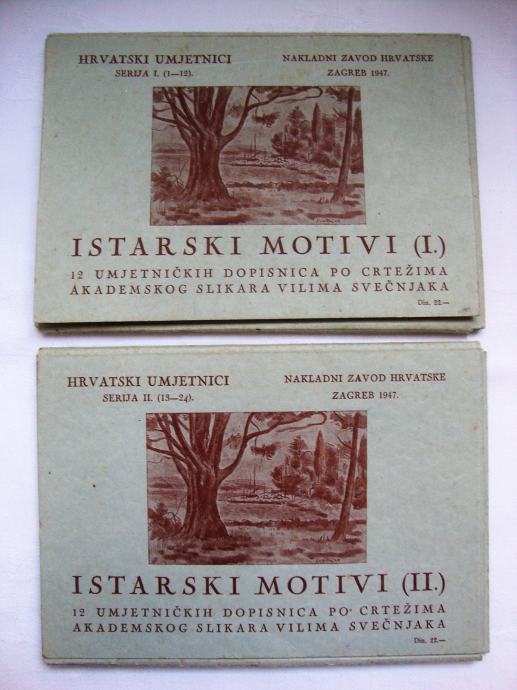 HRVATSKI UMJETNICI
SERIJA I. (1—12).
NAKLADNI ZAVOD HRVATSKE
ZAGREB 1947.
ISTARSKI MOTIVI (I.)
12 UMJETNIČKIH DOPISNICA PO CRTEŽIMA
AKADEMSKOG SLIKARA VILIMA SVEČNJAKA
Din. 22.—
HRVATSKI UMJETNICI
SERIJA II. (13—24).
NAKLADNI ZAVOD HRVATSKE
ZAGREB 1947.
ISTARSKI MOTIVI (II.)
12 UMJETNIČKIH DOPISNICA PO CRTEŽIMA
AKADEMSKOG SLIKARA VILIMA SVEČNJAKA
Din. 22.—